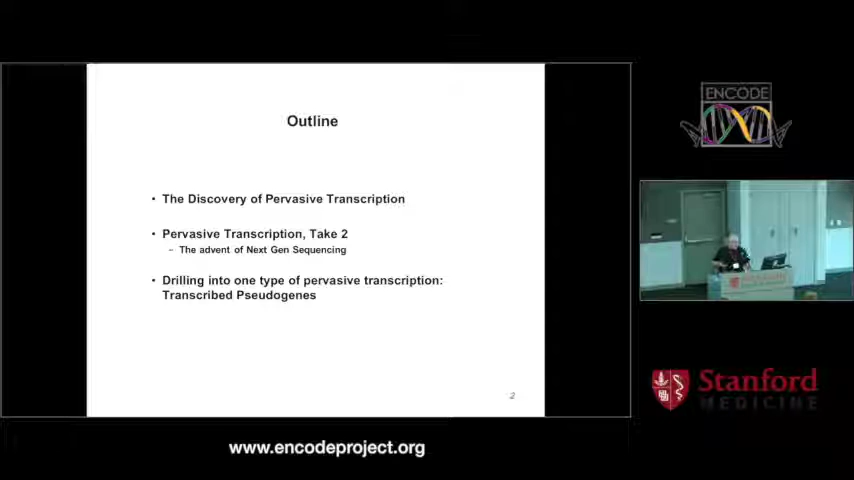 Outline
• The Discovery of Pervasive Transcription
• Pervasive Transcription, Take 2
– The advent of Next Gen Sequencing
• Drilling into one type of pervasive transcription:
Transcribed Pseudogenes
2
ENCODE
Stanford
MEDICINE
www.encodeproject.org